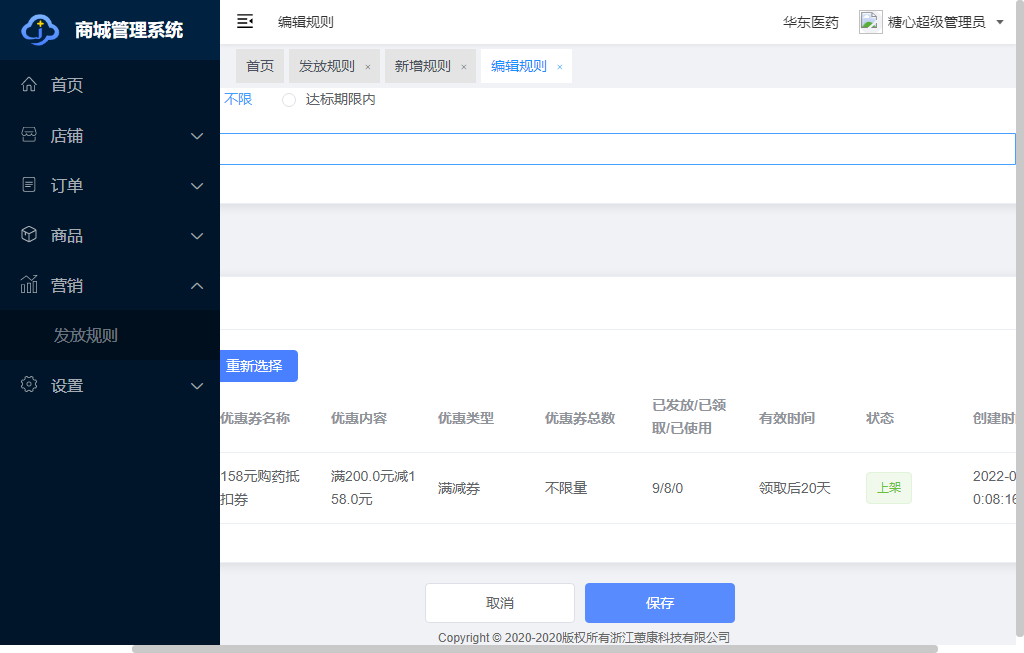 商城管理系统
编辑规则
华东医药
糖心超级管理员
首页
店铺
订单
商品
营销
发放规则
设置
首页
发放规则 ×
新增规则 ×
编辑规则 ×
不限
达标期限内
重新选择
优惠券名称 优惠内容 优惠类型 优惠券总数 已发放/已领取/已使用 有效时间 状态 创建时
158元购药抵扣券 满200.0元减158.0元 满减券 不限量 9/8/0 领取后20天 上架 2022-0
0:08:16
取消
保存
Copyright © 2020-2020版权所有浙江蒽康科技有限公司